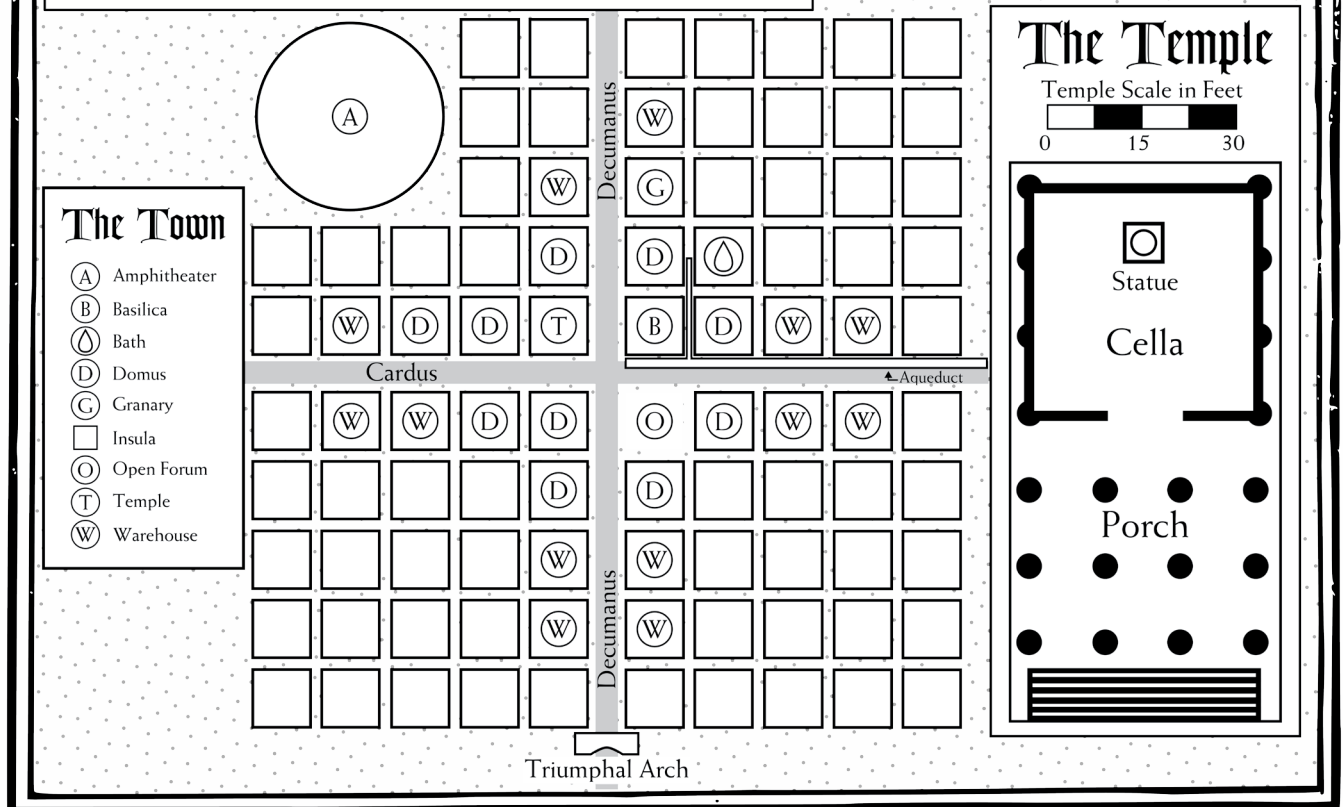 The Town
A Amphitheater
B Basilica
Bath
D Domus
G Granary
Insula
O Open Forum
T Temple
W Warehouse
A
Decumanus
W
W G
D D
W D D T B D W W
Cardus
Aqueduct
W W D D O D W W
D D
W W
W W
Decumanus
Triumphal Arch
The Temple
Temple Scale in Feet
0 15 30
Statue
Cella
Porch